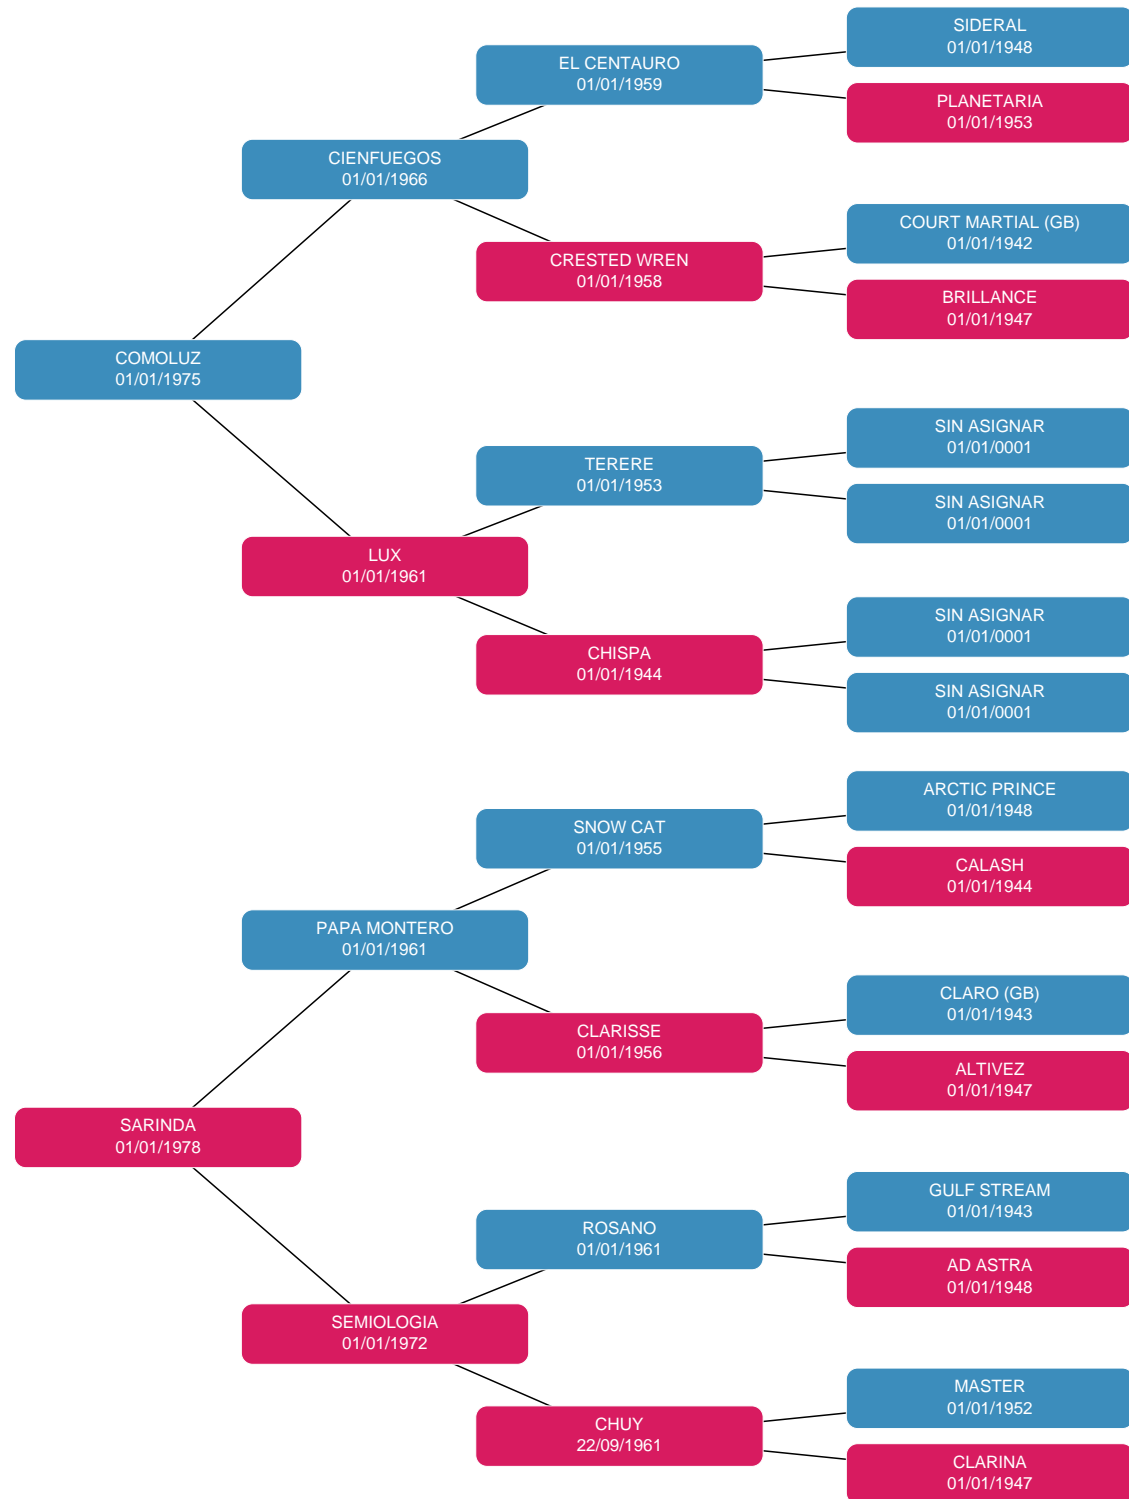 SIDERAL
01/01/1948
EL CENTAURO
01/01/1959
PLANETARIA
01/01/1953
CIENFUEGOS
01/01/1966
COURT MARTIAL (GB)
01/01/1942
CRESTED WREN
01/01/1958
BRILLANCE
01/01/1947
COMOLUZ
01/01/1975
SIN ASIGNAR
01/01/0001
TERERE
01/01/1953
SIN ASIGNAR
01/01/0001
LUX
01/01/1961
SIN ASIGNAR
01/01/0001
CHISPA
01/01/1944
SIN ASIGNAR
01/01/0001
ARCTIC PRINCE
01/01/1948
SNOW CAT
01/01/1955
CALASH
01/01/1944
PAPA MONTERO
01/01/1961
CLARO (GB)
01/01/1943
CLARISSE
01/01/1956
ALTIVEZ
01/01/1947
SARINDA
01/01/1978
GULF STREAM
01/01/1943
ROSANO
01/01/1961
AD ASTRA
01/01/1948
SEMIOLOGIA
01/01/1972
MASTER
01/01/1952
CHUY
22/09/1961
CLARINA
01/01/1947